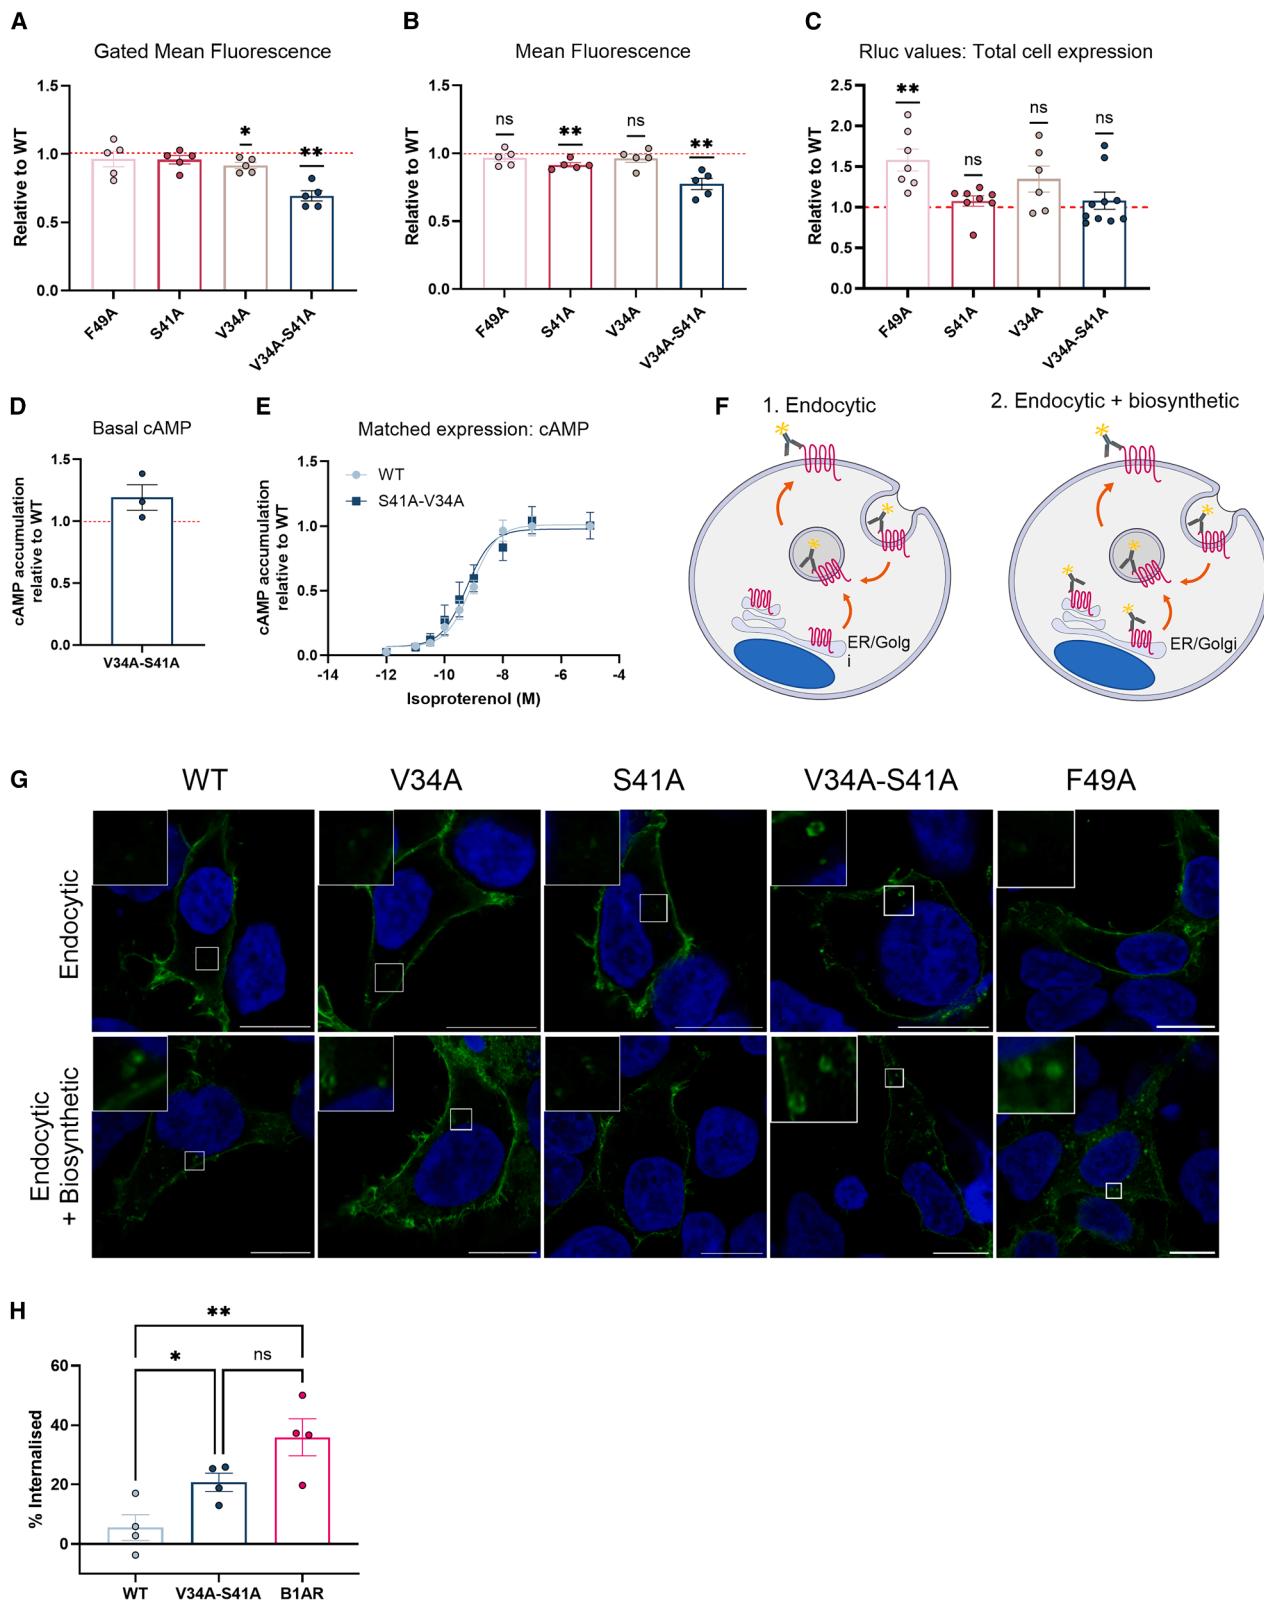 A
Gated Mean Fluorescence
Relative to WT
1.5
1.0
0.5
0.0
*
**
F49A
S41A
V34A
V34A-S41A
B
Mean Fluorescence
Relative to WT
1.5
1.0
0.5
0.0
ns
**
ns
**
F49A
S41A
V34A
V34A-S41A
C
Rluc values: Total cell expression
Relative to WT
2.5
2.0
1.5
1.0
0.5
0.0
**
ns
ns
ns
F49A
S41A
V34A
V34A-S41A
D
Basal cAMP
cAMP accumulation
relative to WT
1.5
1.0
0.5
0.0
V34A-S41A
E
Matched expression: cAMP
WT
S41A-V34A
cAMP accumulation
relative to WT
1.5
1.0
0.5
0.0
-14
-12
-10
-8
-6
-4
Isoproterenol (M)
F
1. Endocytic
ER/Golg
i
2. Endocytic + biosynthetic
ER/Golgi
G
WT
V34A
S41A
V34A-S41A
F49A
Endocytic
Endocytic
+ Biosynthetic
H
**
*
ns
% Internalised
60
40
20
0
WT
V34A-S41A
B1AR